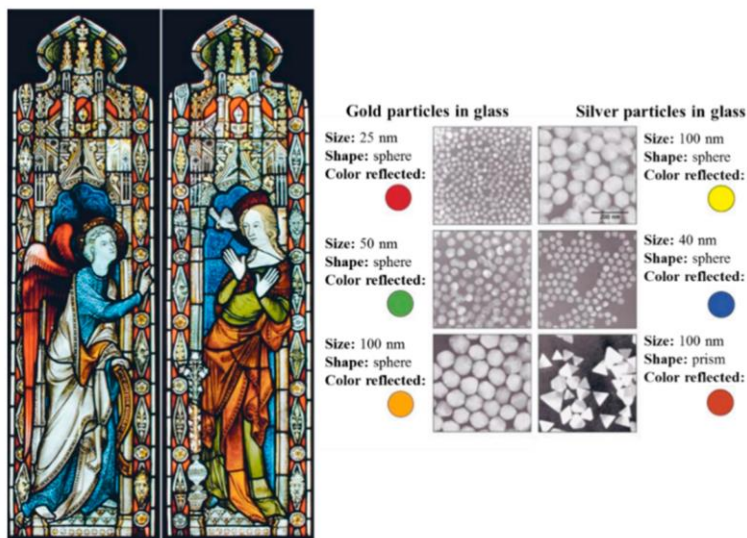 Gold particles in glass
Size: 25 nm
Shape: sphere
Color reflected:
Size: 50 nm
Shape: sphere
Color reflected:
Size: 100 nm
Shape: sphere
Color reflected:
Silver particles in glass
Size: 100 nm
Shape: sphere
Color reflected:
Size: 40 nm
Shape: sphere
Color reflected:
Size: 100 nm
Shape: prism
Color reflected: